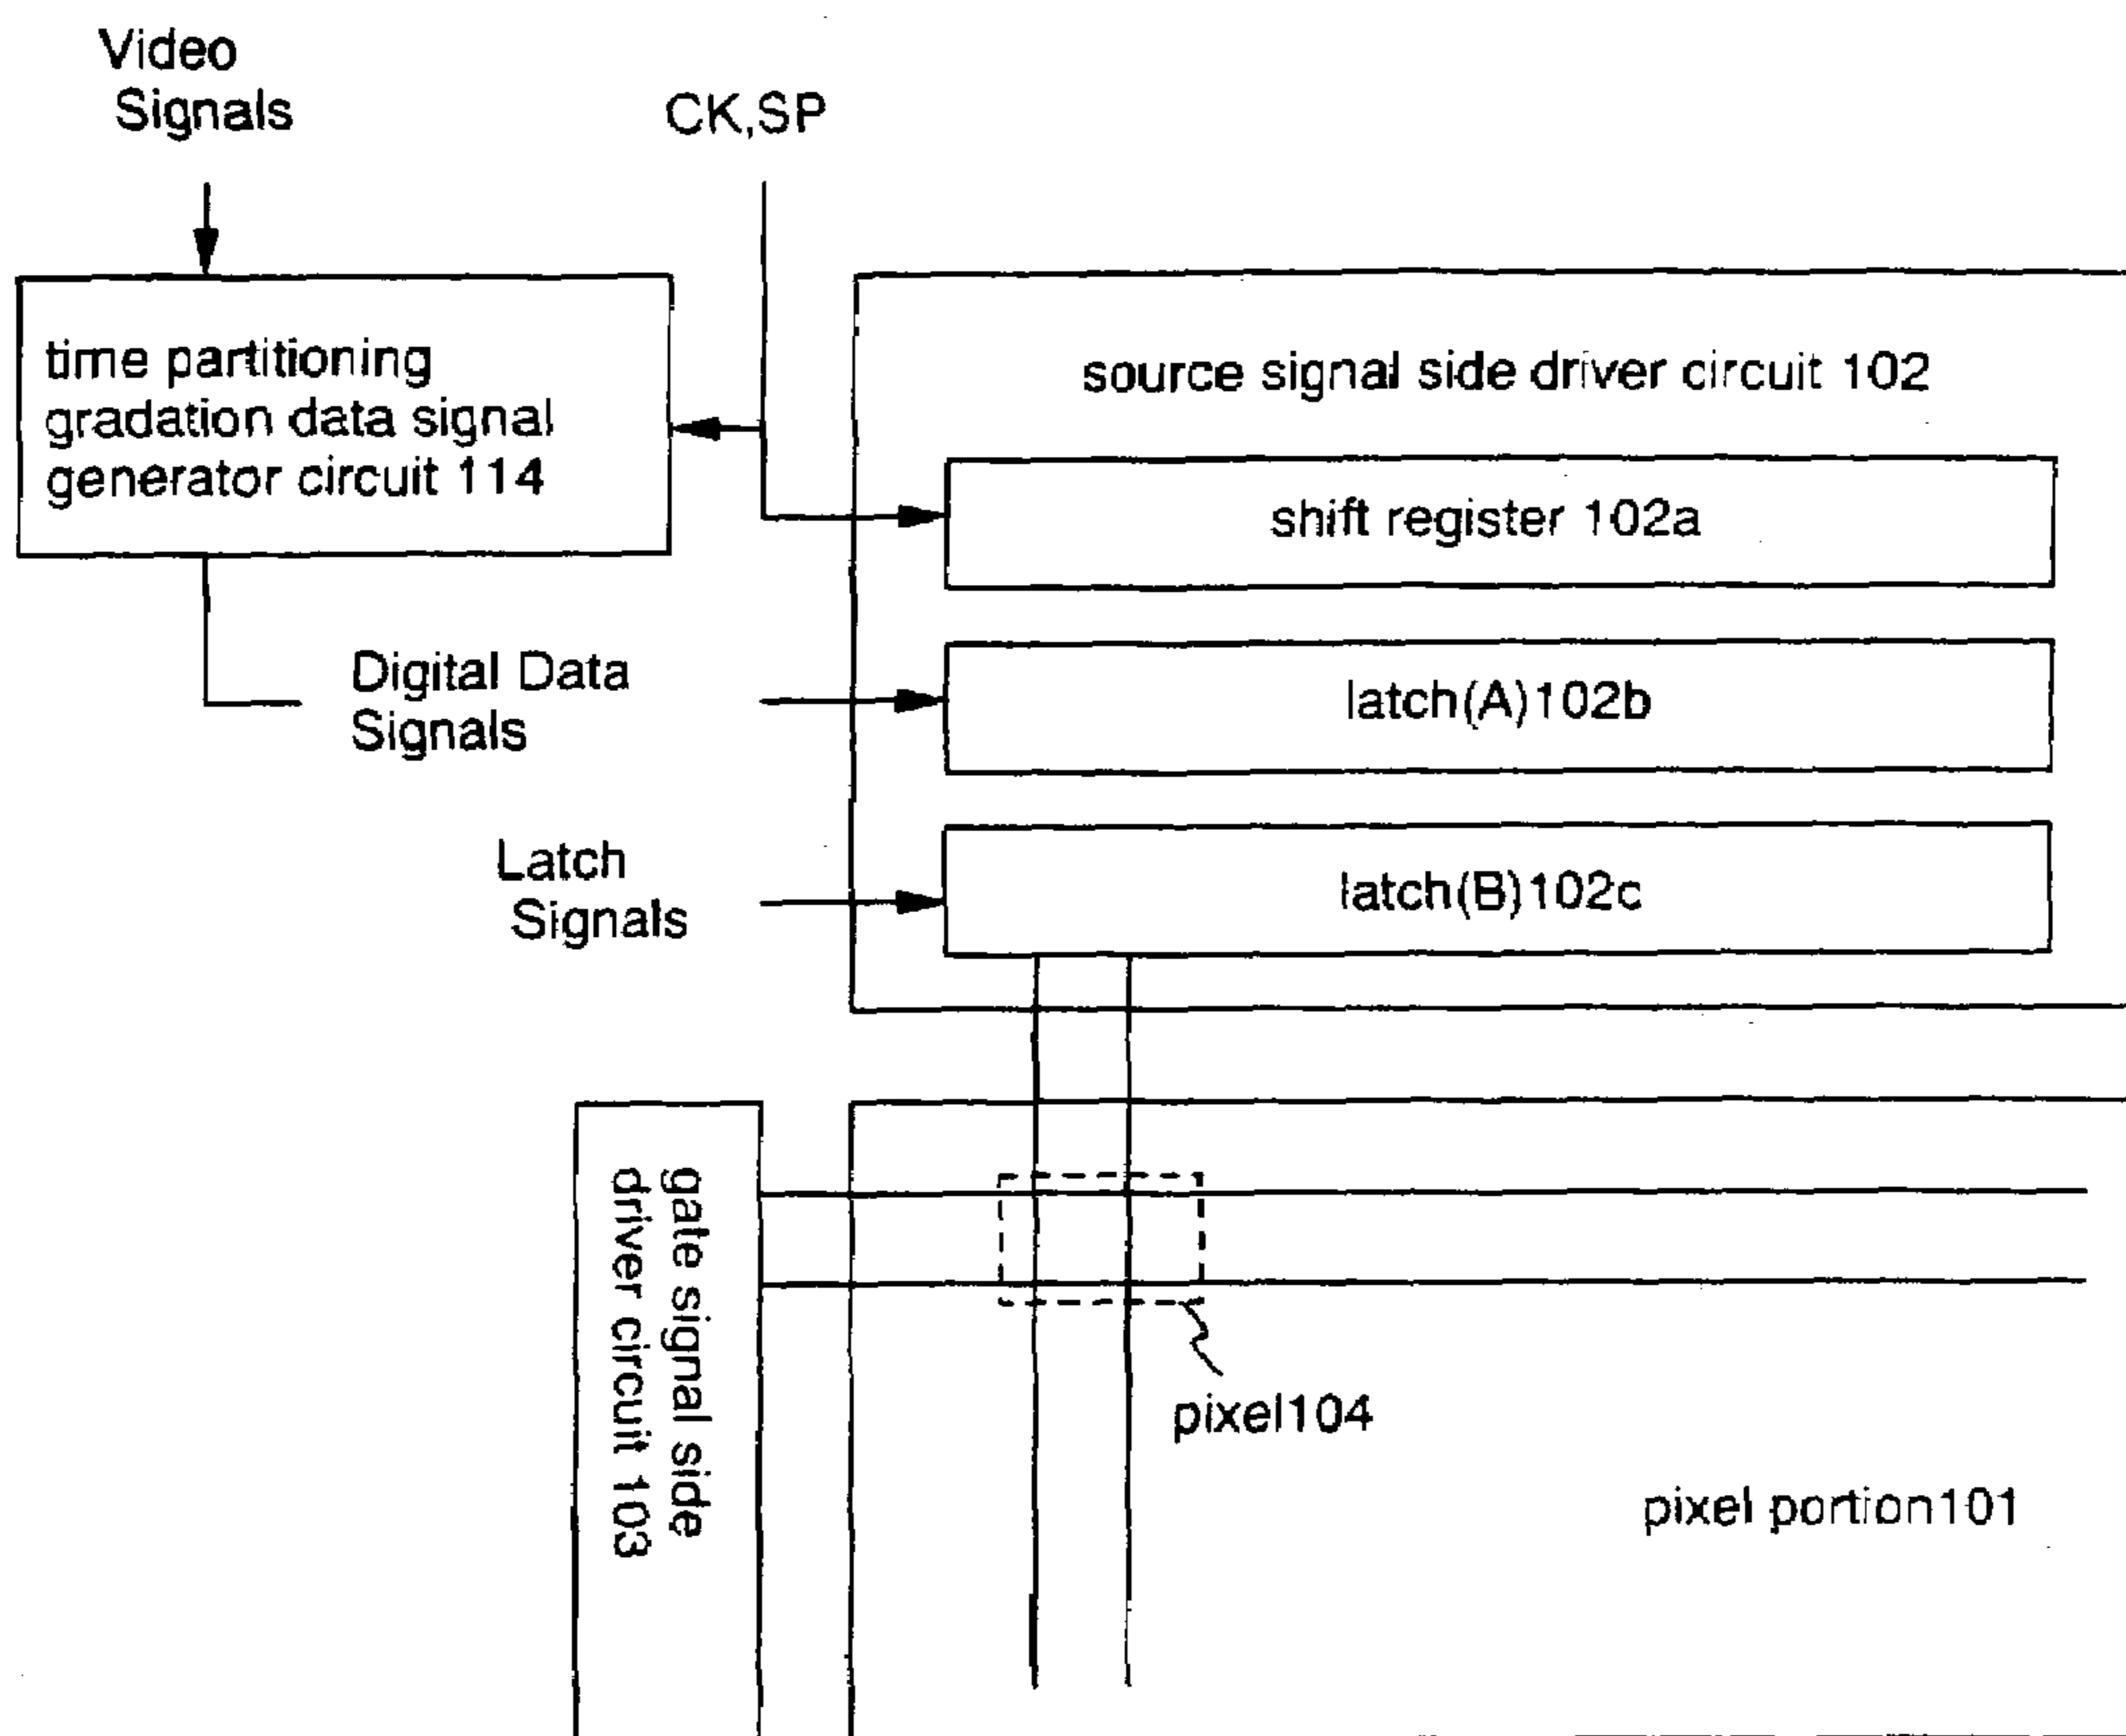 Video
Signals
CK,SP
time partitioning
gradation data signal
generator circuit 114
source signal side driver circuit 102
shift register 102a
Digital Data
Signals
latch(A)102b
Latch
Signals
latch(B)102c
gate signal side
driver circuit 103
pixel104
pixel portion101